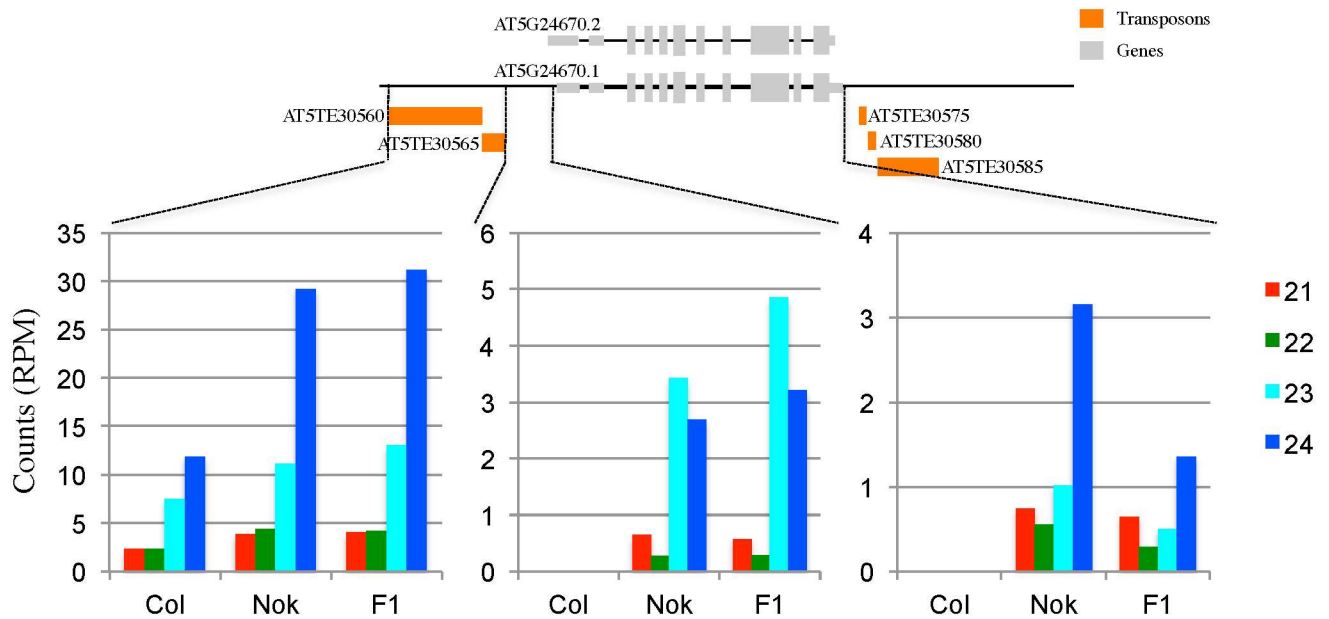 AT5G24670.2
Transposons
Genes
AT5G24670.1
AT5TE30560
AT5TE30575
AT5TE30565
AT5TE30580
AT5TE30585
Counts (RPM)
35
30
25
20
15
10
5
0
Col Nok F1
6
5
4
3
2
1
0
Col Nok F1
4
3
2
1
0
Col Nok F1
21
22
23
24